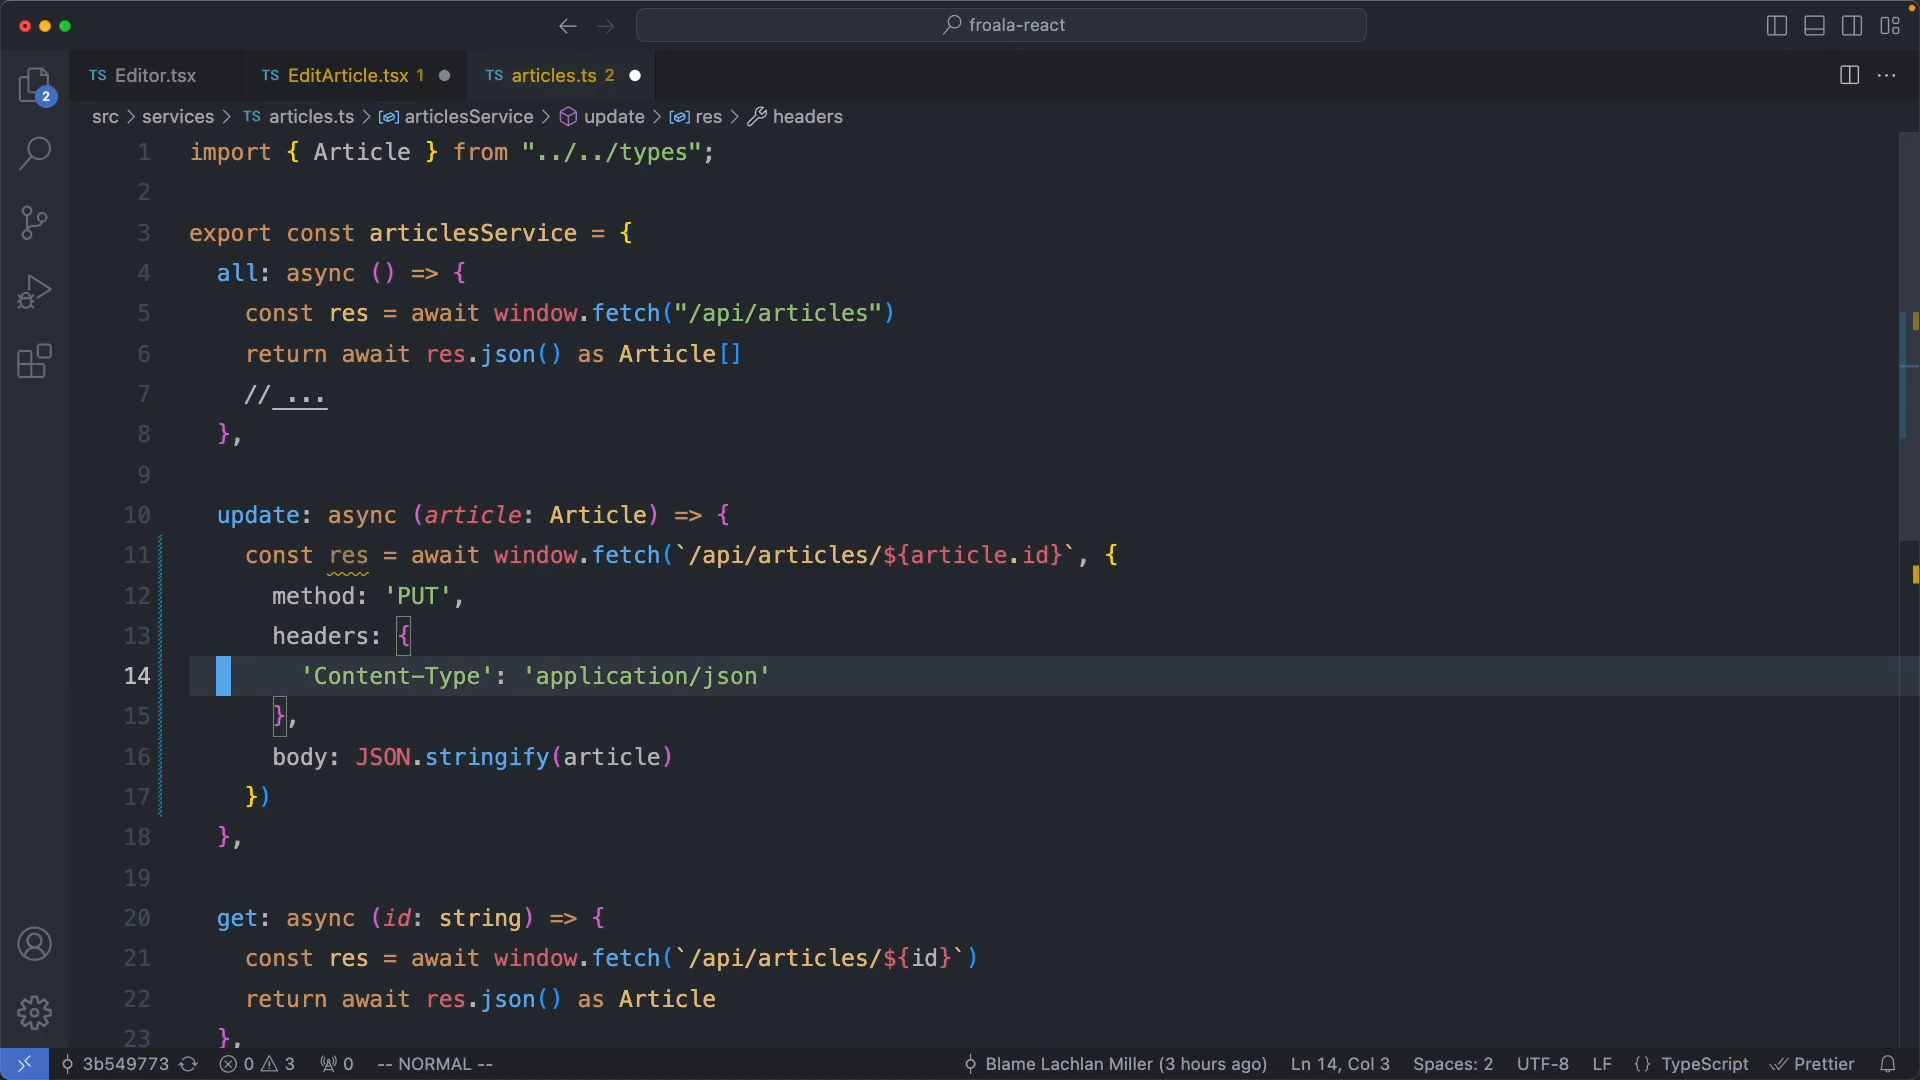 froala-react
TS Editor.tsx TS EditArticle.tsx 1 TS articles.ts 2
2
src > services > TS articles.ts > articlesService > update > res > headers
1 import { Article } from "../../types";
2
3 export const articlesService = {
4 all: async () => {
5 const res = await window.fetch("/api/articles")
6 return await res.json() as Article[]
7 // ...
8 },
9
10 update: async (article: Article) => {
11 const res = await window.fetch(`/api/articles/${article.id}`, {
12 method: 'PUT',
13 headers: {
14 'Content-Type': 'application/json'
15 },
16 body: JSON.stringify(article)
17 })
18 },
19
20 get: async (id: string) => {
21 const res = await window.fetch(`/api/articles/${id}`)
22 return await res.json() as Article
23 },
3b549773 0 3 0 -- NORMAL -- Blame Lachlan Miller (3 hours ago) Ln 14, Col 3 Spaces: 2 UTF-8 LF {} TypeScript Prettier